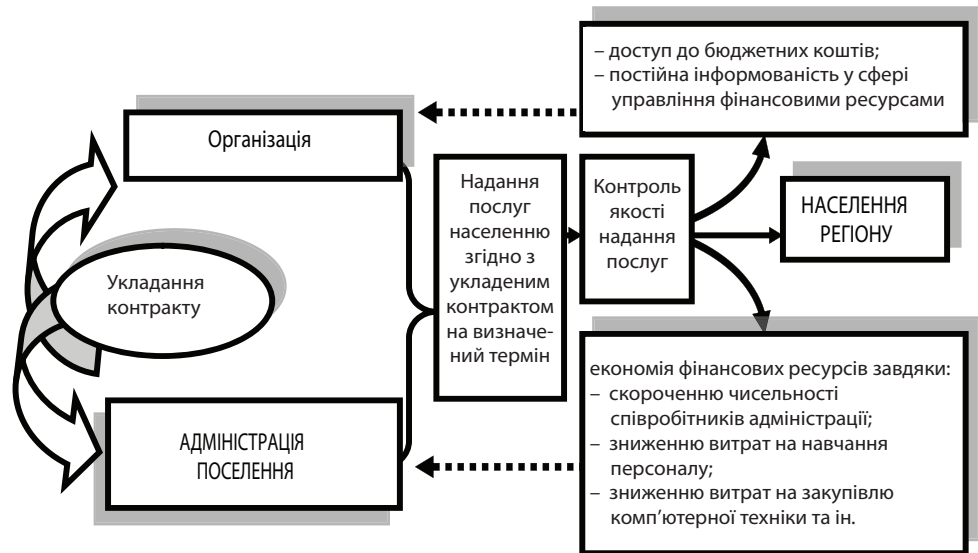 – доступ до бюджетних коштів;
– постійна інформованість у сфері
управління фінансовими ресурсами
Організація
Надання
послуг
населенню
згідно з
укладеним
контрактом
на визначе-
ний термін
Контроль
якості
надання
послуг
НАСЕЛЕННЯ
РЕГІОНУ
Укладання
контракту
АДМІНІСТРАЦІЯ
ПОСЕЛЕННЯ
економія фінансових ресурсів завдяки:
– скороченню чисельності
співробітників адміністрації;
– зниженню витрат на навчання
персоналу;
– зниженню витрат на закупівлю
комп’ютерної техніки та ін.